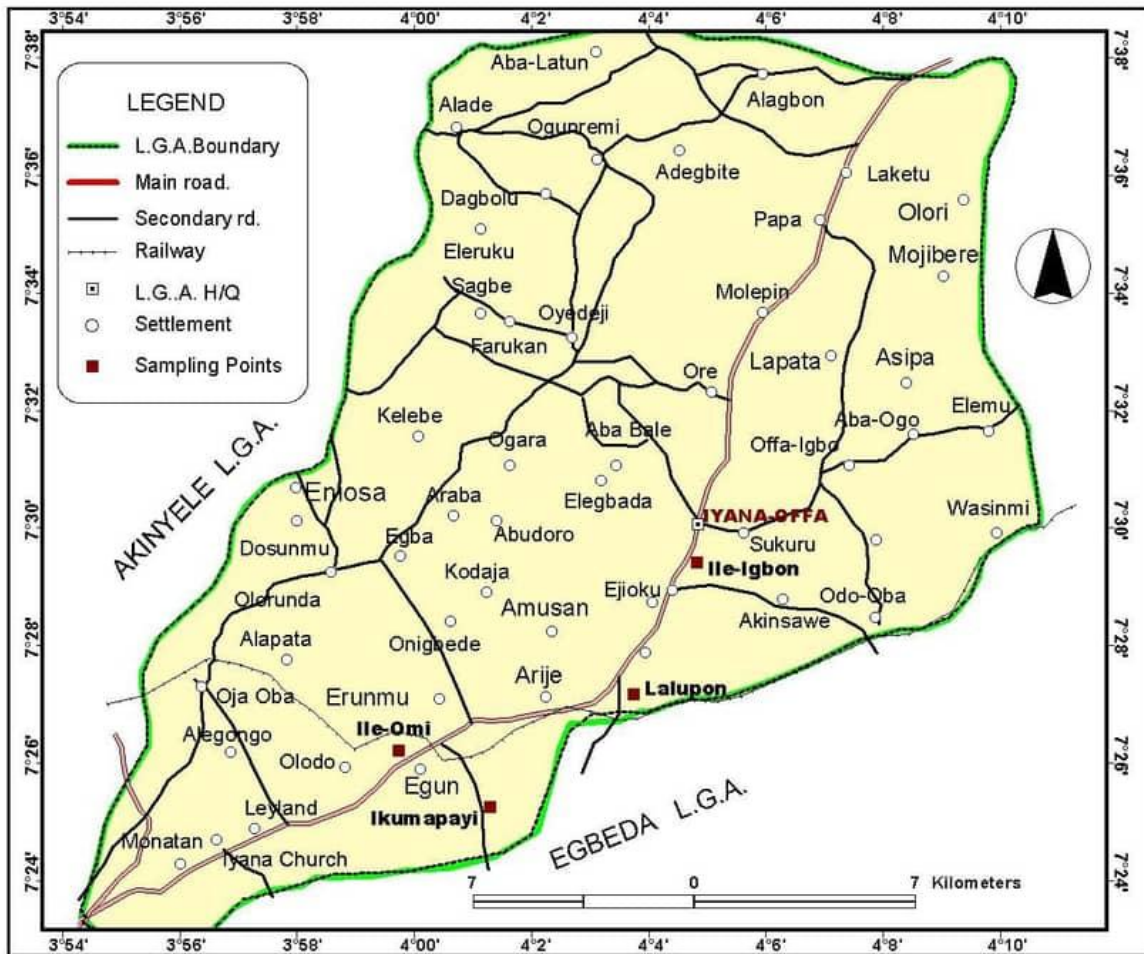 3°54' 3°56' 3°58' 4°00' 4°2' 4°4' 4°6' 4°8' 4°10'
7°38' 7°38'
Aba-Latun
LEGEND
Alade
Alagbon
Ogunremi
L.G.A.Boundary
7°36' 7°36'
Main road.
Adegbite
Laketu
Secondary rd.
Dagbolu
Papa
Olori
Railway
Eleruku
Mojibere
L.G..A. H/Q
7°34' 7°34'
Sagbe
Molepin
Settlement
Oyedeji
Farukan
Lapata
Asipa
Sampling Points
Ore
7°32' 7°32'
Kelebe
Elemu
Aba-Ogo
Ogara
Aba Bale
Offa-Igbo
AKINYELE L.G.A.
Eniosa
Araba
Elegbada
Wasinmi
7°30' 7°30'
IYANA-OFFA
Dosunmu
Egba
Abudoro
Sukuru
Kodaja
Ile-Igbon
Olorunda
Amusan
Ejioku
Odo-Oba
Akinsawe
7°28' 7°28'
Alapata
Onigbede
Arije
Lalupon
Oja Oba
Erunmu
Ile-Omi
Alegongo
7°26' 7°26'
Olodo
Egun
Leyland
Ikumapayi
EGBEDA L.G.A.
Monatan
Iyana Church
7°24' 7°24'
7 0 7 Kilometers
3°54' 3°56' 3°58' 4°00' 4°2' 4°4' 4°6' 4°8' 4°10'